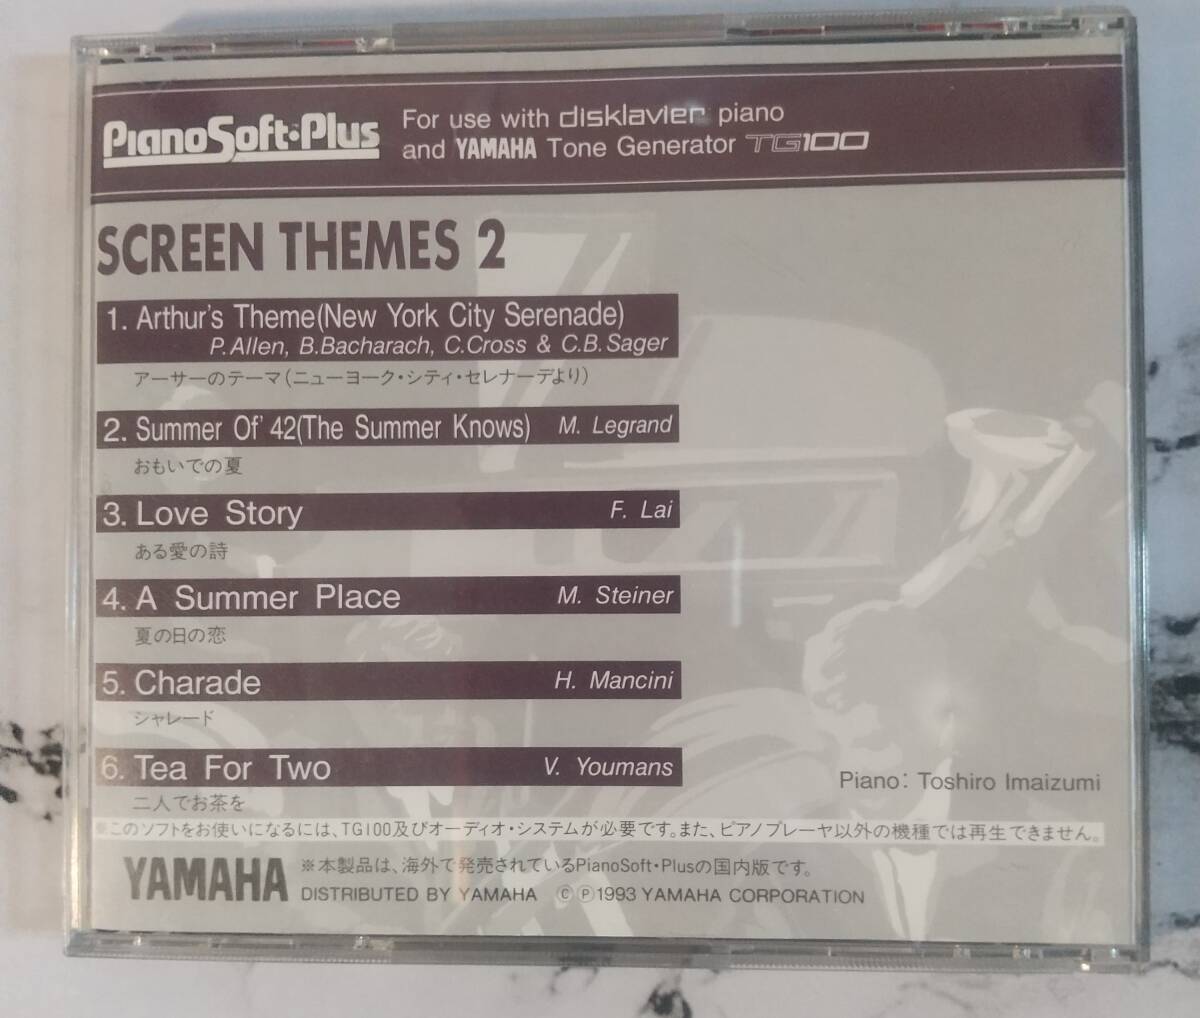 PianoSoft·Plus
For use with disklavier piano
and YAMAHA Tone Generator TG100
SCREEN THEMES 2
1. Arthur's Theme(New York City Serenade)
P.Allen, B.Bacharach, C.Cross & C.B.Sager
アーサーのテーマ(ニューヨーク・シティ・セレナーデより)
2. Summer Of' 42(The Summer Knows) M. Legrand
おもいでの夏
3. Love Story F. Lai
ある愛の詩
4. A Summer Place M. Steiner
夏の日の恋
5. Charade H. Mancini
シャレード
6. Tea For Two V. Youmans
二人でお茶を
Piano: Toshiro Imaizumi
※このソフトをお使いになるには、TG100及びオーディオ・システムが必要です。また、ピアノプレーヤ以外の機種では再生できません。
YAMAHA
※本製品は、海外で発売されているPianoSoft・Plusの国内版です。
DISTRIBUTED BY YAMAHA ©℗1993 YAMAHA CORPORATION